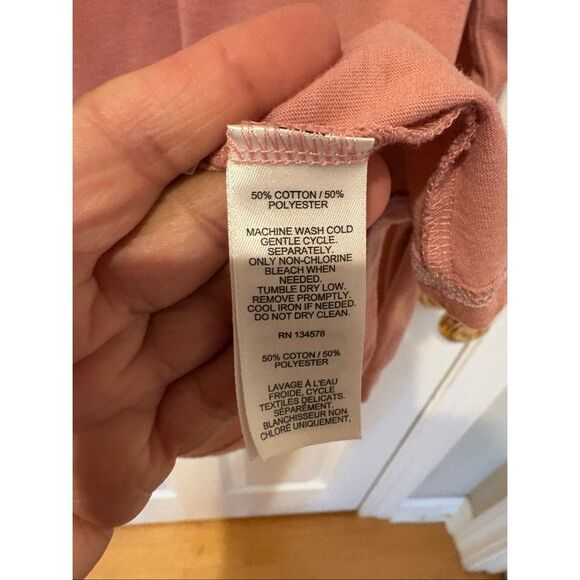 50% COTTON / 50%
POLYESTER
MACHINE WASH COLD
GENTLE CYCLE.
SEPARATELY.
ONLY NON-CHLORINE
BLEACH WHEN
NEEDED.
TUMBLE DRY LOW.
REMOVE PROMPTLY.
COOL IRON IF NEEDED.
DO NOT DRY CLEAN.
RN 134578
50% COTTON / 50%
POLYESTER
LAVAGE À L'EAU
FROIDE, CYCLE
TEXTILES DÉLICATS.
SÉPARÉMENT.
BLANCHISSEUR NON
CHLORÉ UNIQUEMENT.